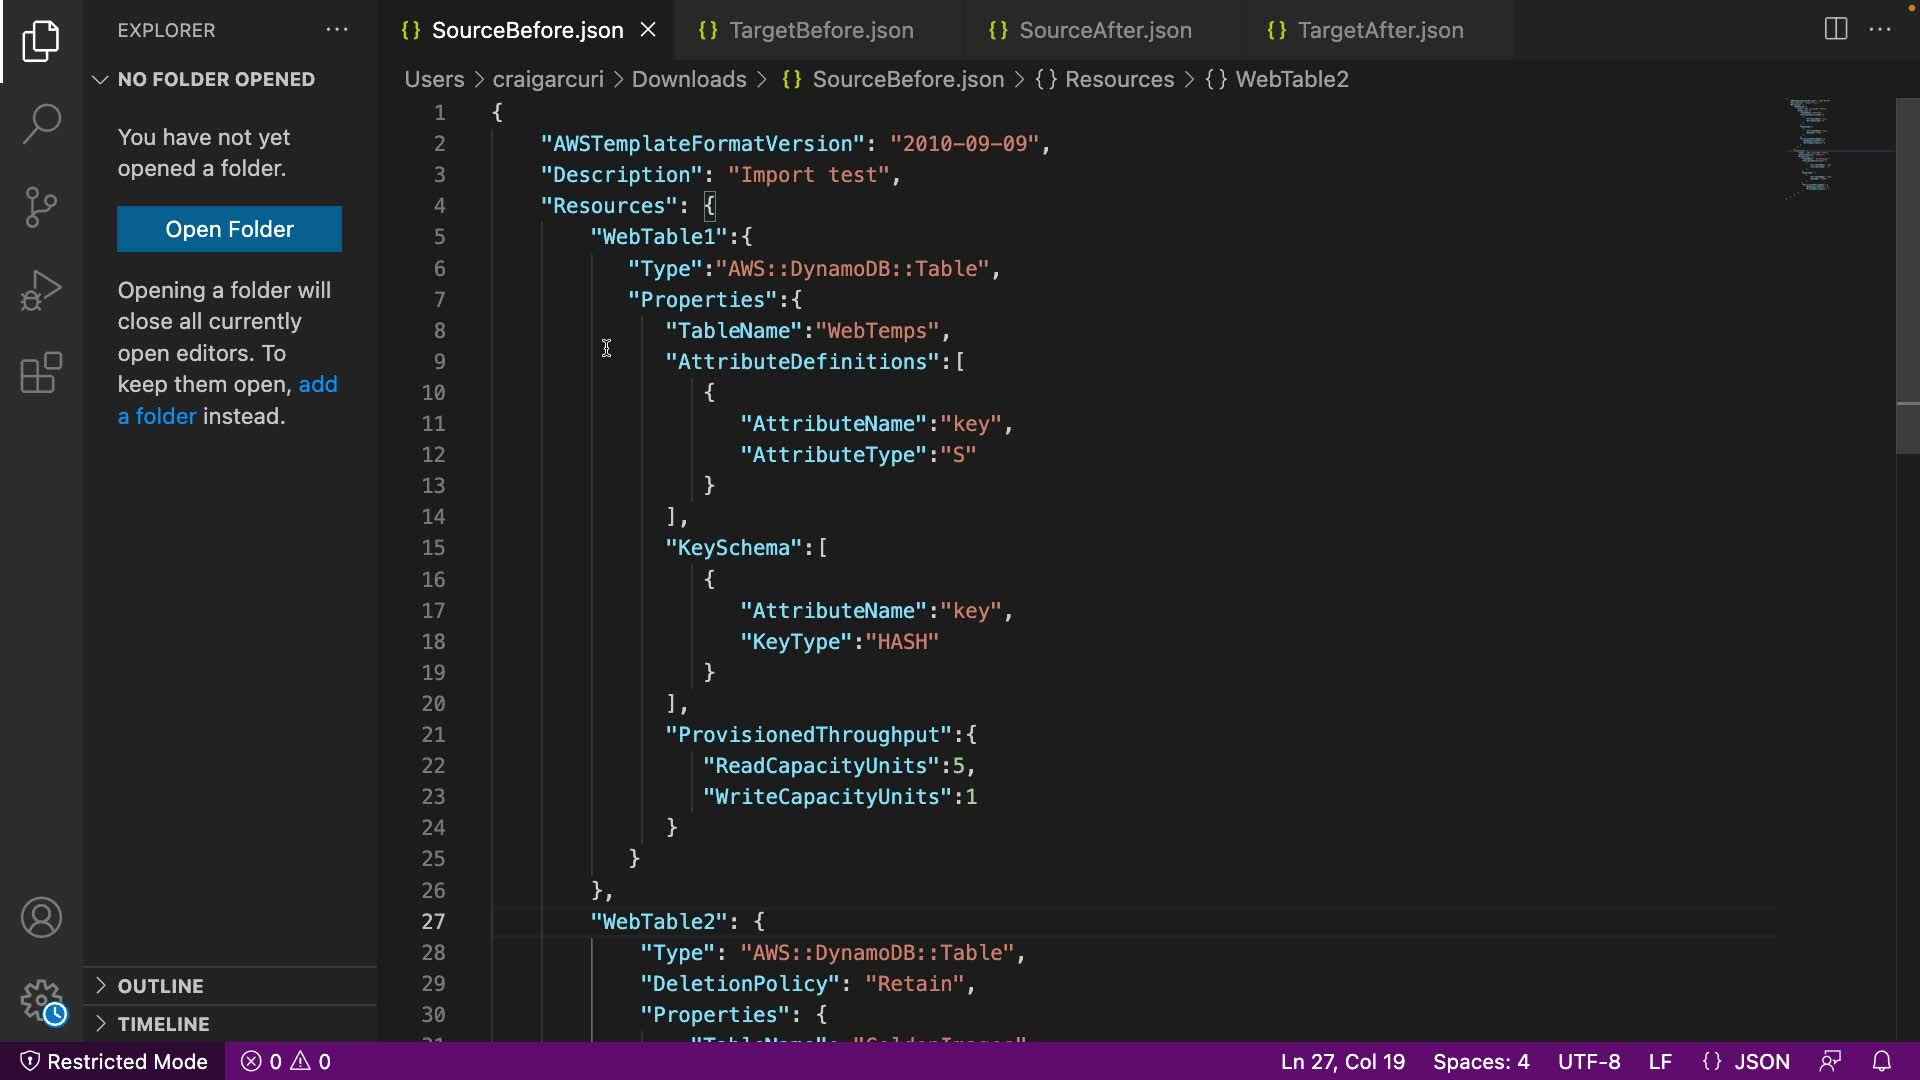 EXPLORER
NO FOLDER OPENED
You have not yet
opened a folder.
Open Folder
Opening a folder will
close all currently
open editors. To
keep them open, add
a folder instead.
OUTLINE
TIMELINE
{} SourceBefore.json
{} TargetBefore.json
{} SourceAfter.json
{} TargetAfter.json
Users > craigarcuri > Downloads > {} SourceBefore.json > {} Resources > {} WebTable2
1 {
2 "AWSTemplateFormatVersion": "2010-09-09",
3 "Description": "Import test",
4 "Resources": {
5 "WebTable1":{
6 "Type":"AWS::DynamoDB::Table",
7 "Properties":{
8 "TableName":"WebTemps",
9 "AttributeDefinitions":[
10 {
11 "AttributeName":"key",
12 "AttributeType":"S"
13 }
14 ],
15 "KeySchema":[
16 {
17 "AttributeName":"key",
18 "KeyType":"HASH"
19 }
20 ],
21 "ProvisionedThroughput":{
22 "ReadCapacityUnits":5,
23 "WriteCapacityUnits":1
24 }
25 }
26 },
27 "WebTable2": {
28 "Type": "AWS::DynamoDB::Table",
29 "DeletionPolicy": "Retain",
30 "Properties": {
31 "TableName": "GoldenImages"
Restricted Mode
0
0
Ln 27, Col 19
Spaces: 4
UTF-8
LF
{} JSON